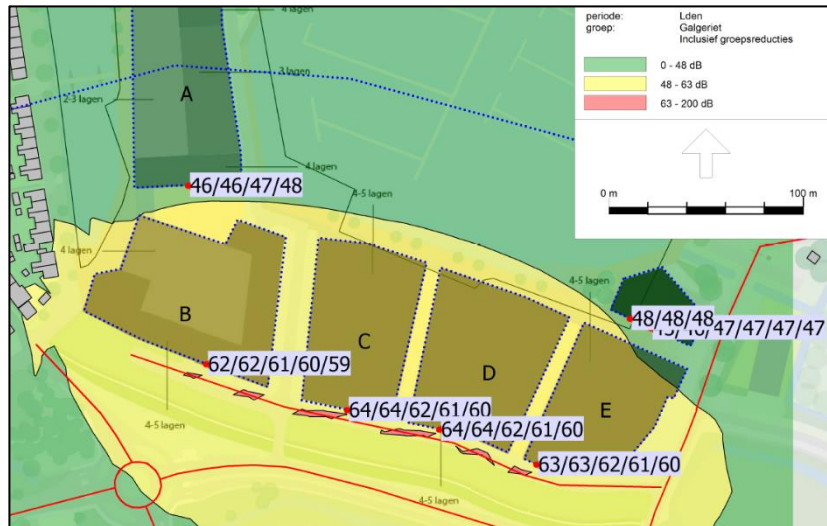 periode: Lden
groep: Galgeriet
Inclusief groepsreducties
0 - 48 dB
48 - 63 dB
63 - 200 dB
0 m 100 m
4 lagen
3 lagen
2-3 lagen
A
4 lagen
46/46/47/48
4-5 lagen
4 lagen
4-5 lagen
B
C
D
E
48/48/48
47/47/47/47
62/62/61/60/59
64/64/62/61/60
64/64/62/61/60
63/63/62/61/60
4-5 lagen
4-5 lagen